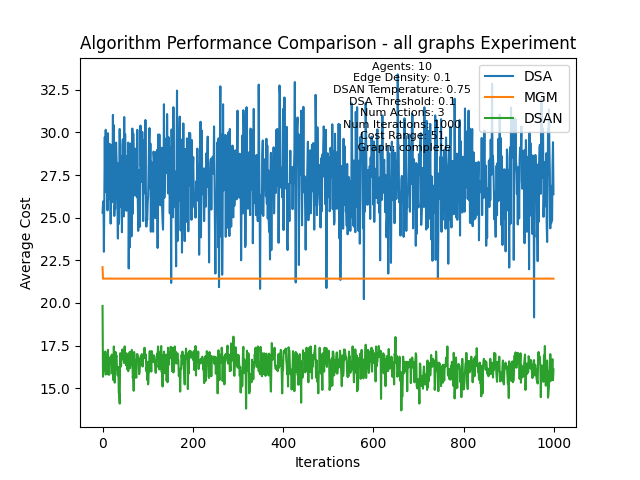 Algorithm Performance Comparison - all graphs Experiment
Agents: 10
Edge Density: 0.1
DSAN Temperature: 0.75
DSA Threshold: 0.1
Num Actions: 3
Num Iterations: 1000
Cost Range: 51
Graph: complete
DSA
MGM
DSAN
Average Cost
32.5
30.0
27.5
25.0
22.5
20.0
17.5
15.0
0
200
400
600
800
1000
Iterations